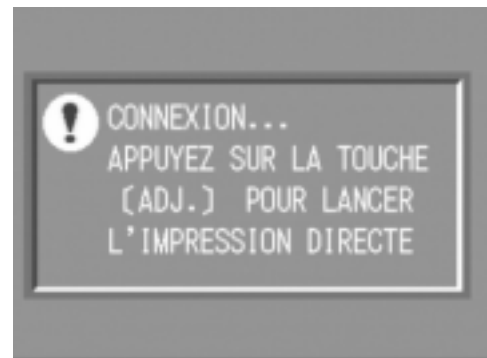 CONNEXION...
APPUYEZ SUR LA TOUCHE
[ADJ.] POUR LANCER
L'IMPRESSION DIRECTE